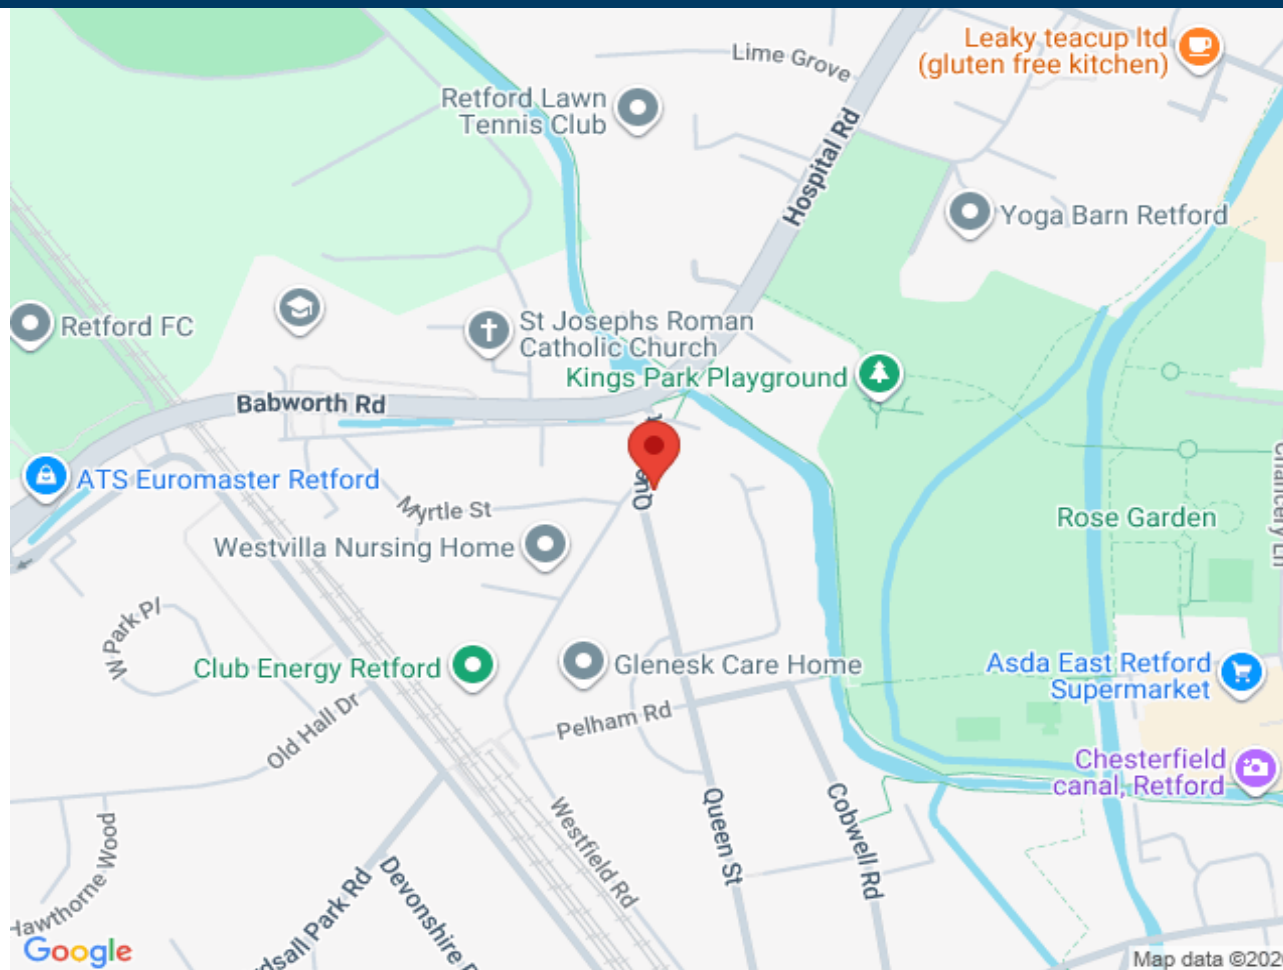 Leaky teacup ltd
(gluten free kitchen)
Lime Grove
Retford Lawn
Tennis Club
Hospital Rd
Yoga Barn Retford
Retford FC
St Josephs Roman
Catholic Church
Kings Park Playground
Babworth Rd
ATS Euromaster Retford
Myrtle St
Rose Garden
Chancery Ln
Westvilla Nursing Home
W Park Pl
Club Energy Retford
Glenesk Care Home
Asda East Retford
Supermarket
Old Hall Dr
Pelham Rd
Chesterfield
canal, Retford
Queen St
Cobwell Rd
Westfield Rd
Hawthorne Wood
Devonshire
dsall Park Rd
Google
Map data ©202